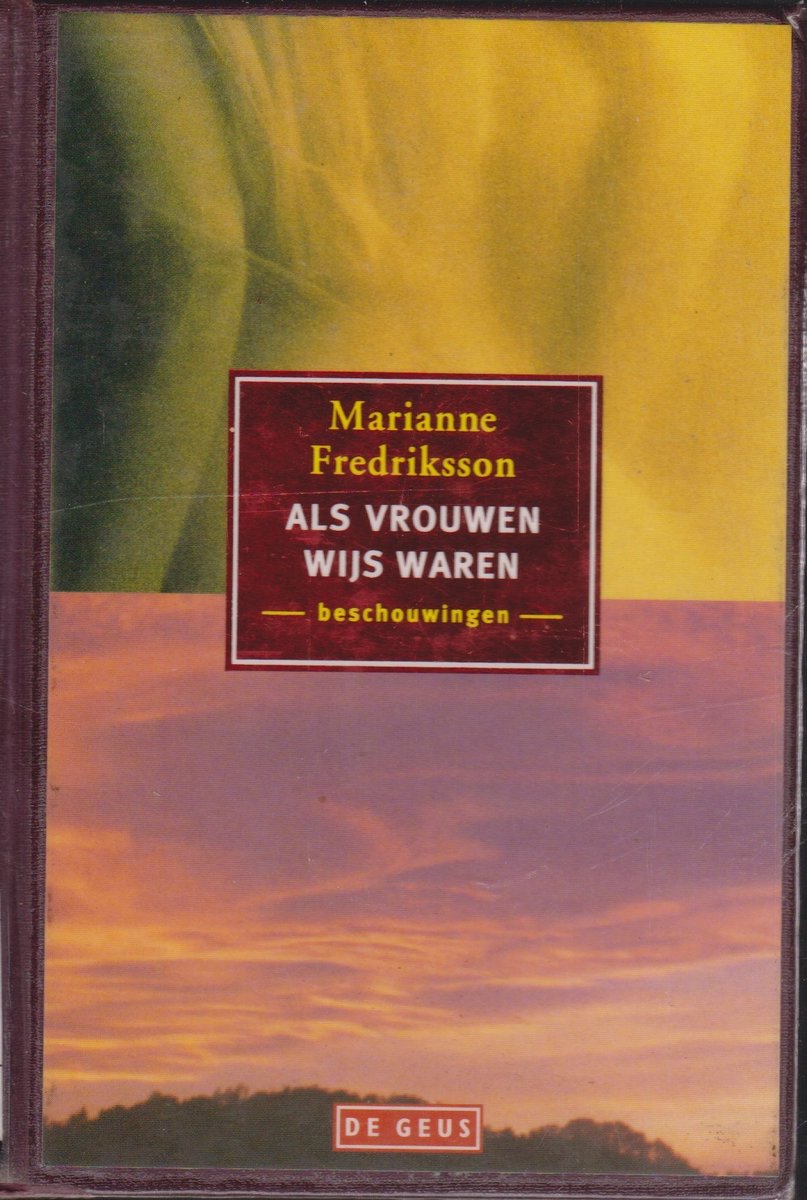 Marianne
Fredriksson
ALS VROUWEN
WIJS WAREN
beschouwingen
DE GEUS